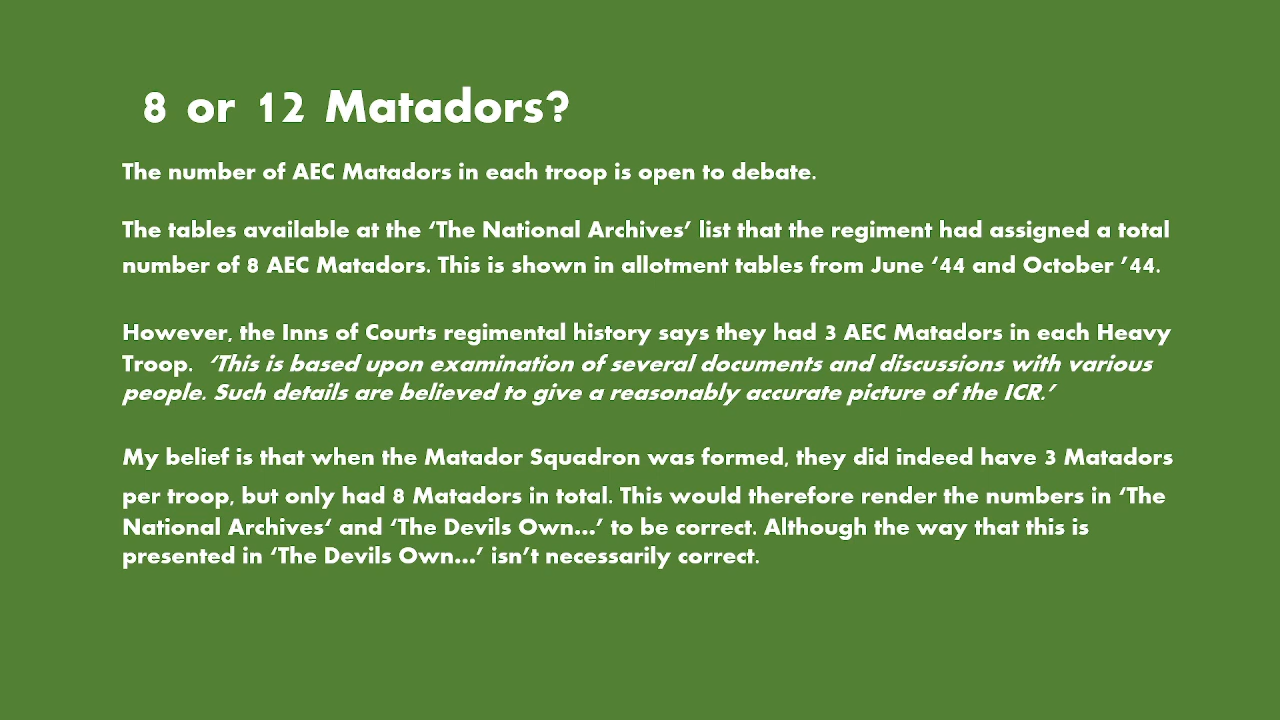 8 or 12 Matadors?
The number of AEC Matadors in each troop is open to debate.
The tables available at the ‘The National Archives’ list that the regiment had assigned a total
number of 8 AEC Matadors. This is shown in allotment tables from June ‘44 and October ’44.
However, the Inns of Courts regimental history says they had 3 AEC Matadors in each Heavy
Troop. ‘This is based upon examination of several documents and discussions with various
people. Such details are believed to give a reasonably accurate picture of the ICR.’
My belief is that when the Matador Squadron was formed, they did indeed have 3 Matadors
per troop, but only had 8 Matadors in total. This would therefore render the numbers in ‘The
National Archives‘ and ‘The Devils Own...’ to be correct. Although the way that this is
presented in ‘The Devils Own...’ isn’t necessarily correct.